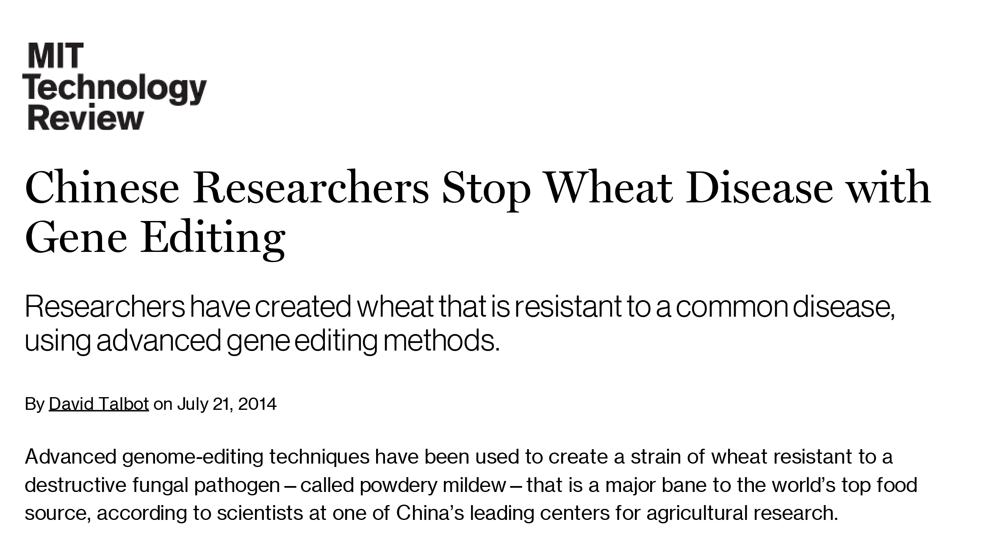 MIT
Technology
Review
Chinese Researchers Stop Wheat Disease with
Gene Editing
Researchers have created wheat that is resistant to a common disease,
using advanced gene editing methods.
By David Talbot on July 21, 2014
Advanced genome-editing techniques have been used to create a strain of wheat resistant to a
destructive fungal pathogen—called powdery mildew—that is a major bane to the world’s top food
source, according to scientists at one of China’s leading centers for agricultural research.